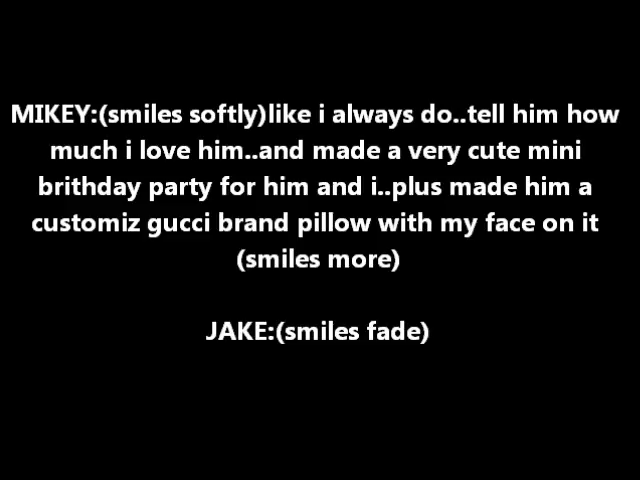 MIKEY:(smiles softly)like i always do..tell him how
much i love him..and made a very cute mini
brithday party for him and i..plus made him a
customiz gucci brand pillow with my face on it
(smiles more)
JAKE:(smiles fade)